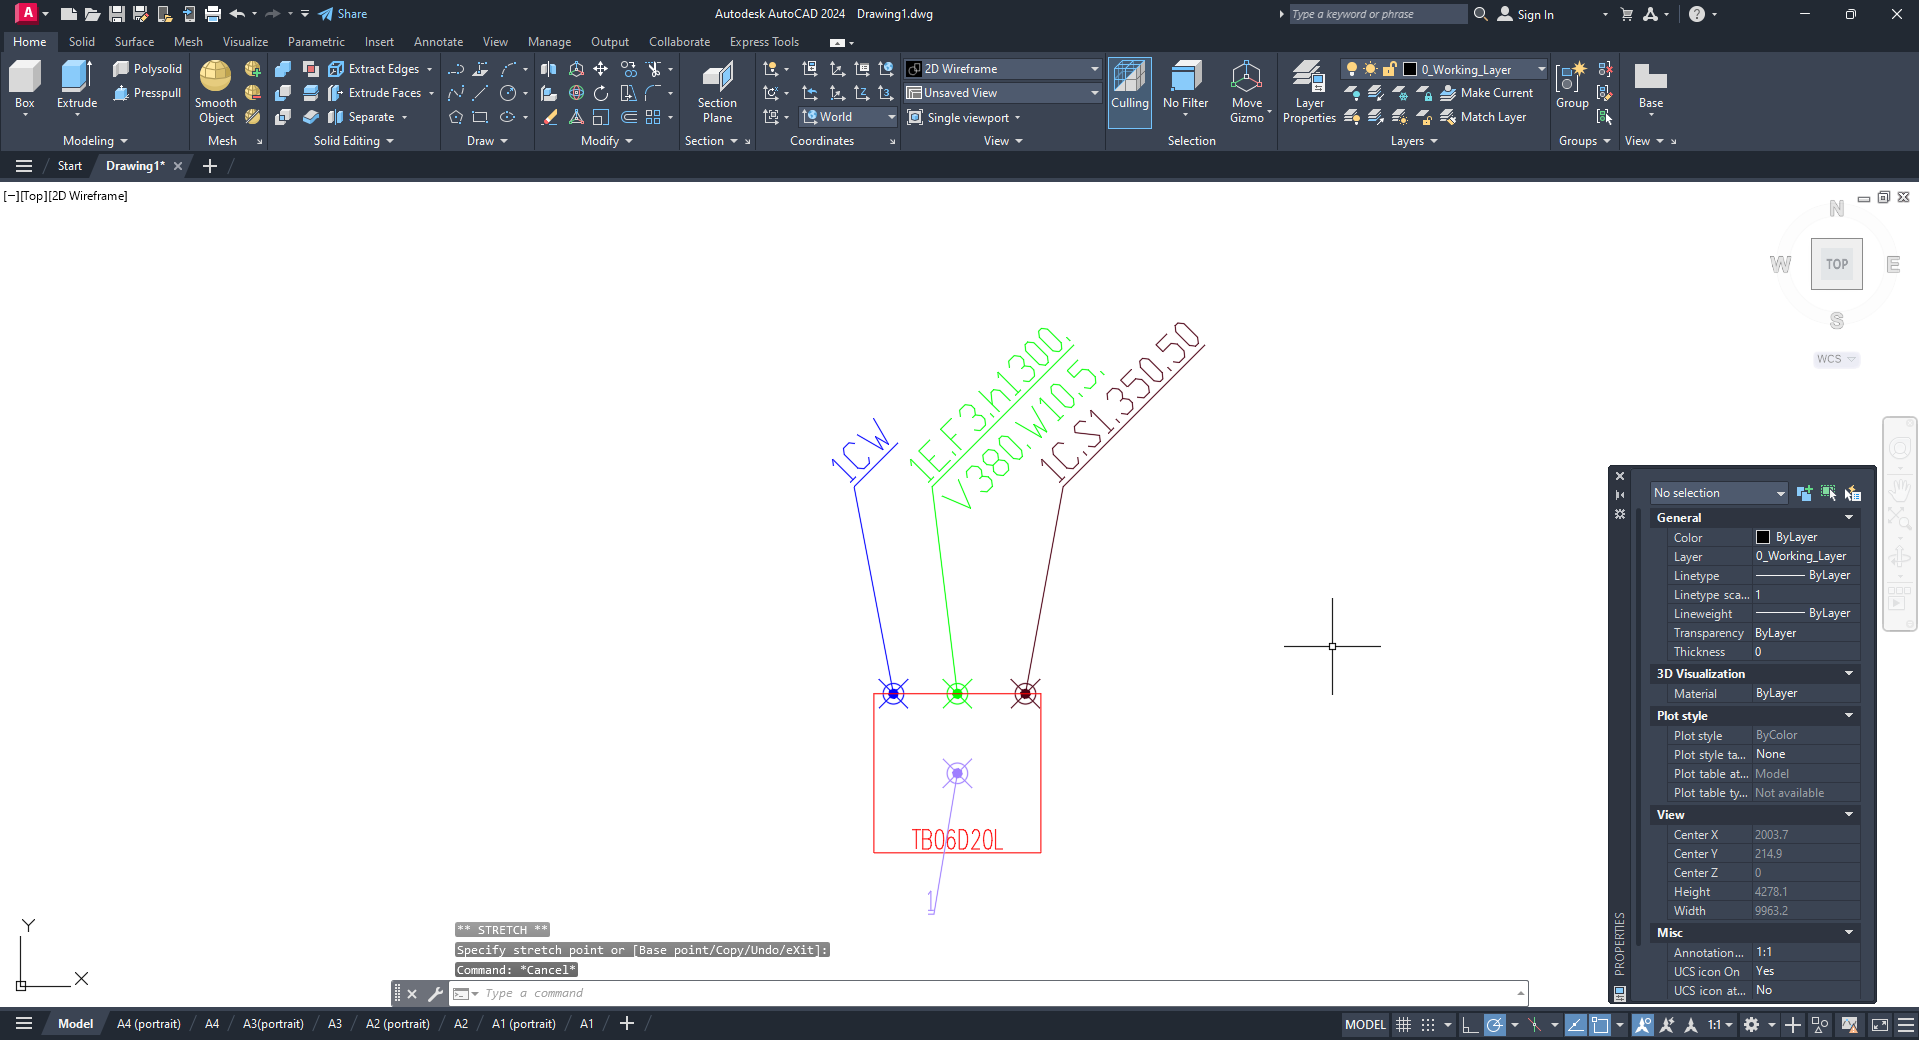 Share
Autodesk AutoCAD 2024 Drawing1.dwg
Type a keyword or phrase
Sign In
Home Solid Surface Mesh Visualize Parametric Insert Annotate View Manage Output Collaborate Express Tools
Box
Extrude
Polysolid
Presspull
Modeling
Smooth Object
Mesh
Extract Edges
Extrude Faces
Separate
Solid Editing
Draw
Modify
Section Plane
Section
World
Coordinates
2D Wireframe
Unsaved View
Single viewport
View
Culling
No Filter
Move Gizmo
Selection
Layer Properties
0_Working_Layer
Make Current
Match Layer
Layers
Group
Groups
Base
View
Start
Drawing1*
[−][Top][2D Wireframe]
N
W
TOP
E
S
WCS
1CW
1E.F3.h1300.
V380.W10.5.
1C.S1.350.50
TB06D20L
1
Y
X
** STRETCH **
Specify stretch point or [Base point/Copy/Undo/eXit]:
Command: *Cancel*
Type a command
PROPERTIES
No selection
General
Color ByLayer
Layer 0_Working_Layer
Linetype ByLayer
Linetype sca... 1
Lineweight ByLayer
Transparency ByLayer
Thickness 0
3D Visualization
Material ByLayer
Plot style
Plot style ByColor
Plot style ta... None
Plot table at... Model
Plot table ty... Not available
View
Center X 2003.7
Center Y 214.9
Center Z 0
Height 4278.1
Width 9963.2
Misc
Annotation... 1:1
UCS icon On Yes
UCS icon at... No
Model A4 (portrait) A4 A3(portrait) A3 A2 (portrait) A2 A1 (portrait) A1
MODEL
1:1